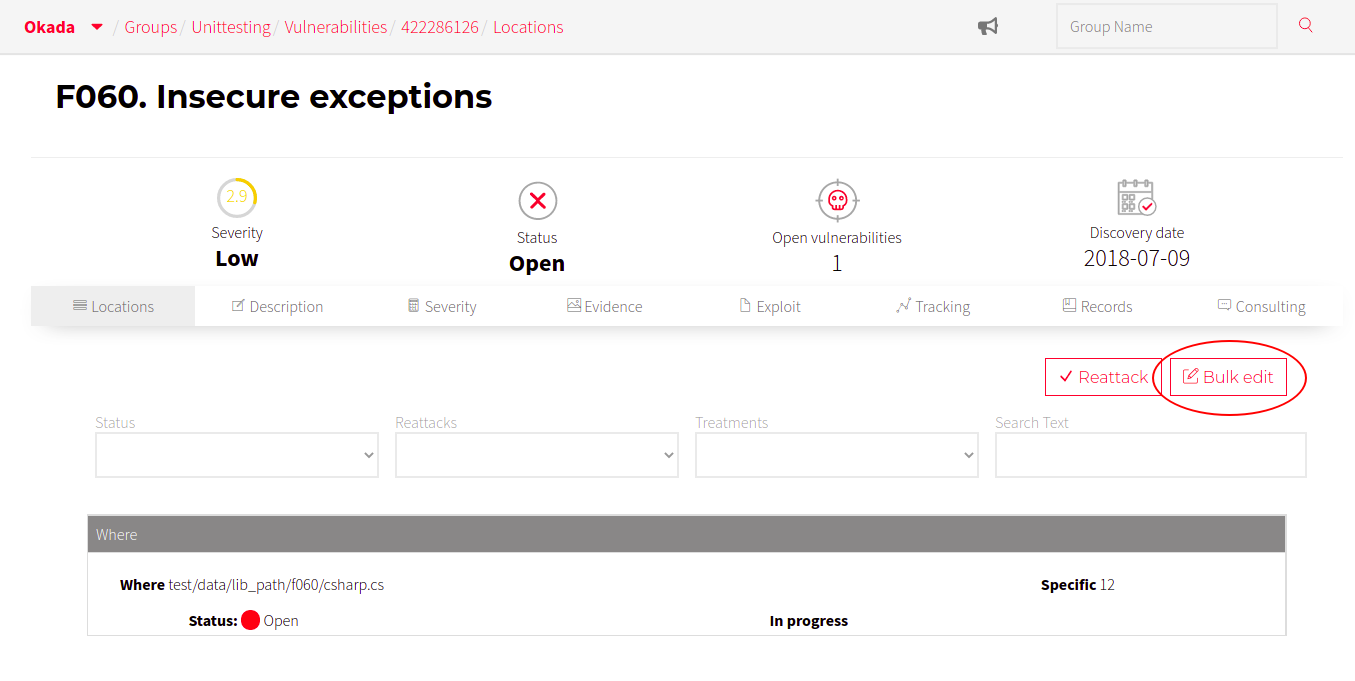 Okada / Groups / Unittesting / Vulnerabilities / 422286126 / Locations Group Name
F060. Insecure exceptions
2.9
Severity Status Open vulnerabilities Discovery date
Low Open 1 2018-07-09
Locations Description Severity Evidence Exploit Tracking Records Consulting
Reattack Bulk edit
Status Reattacks Treatments Search Text
Where
Where test/data/lib_path/f060/csharp.cs Specific 12
Status: Open In progress